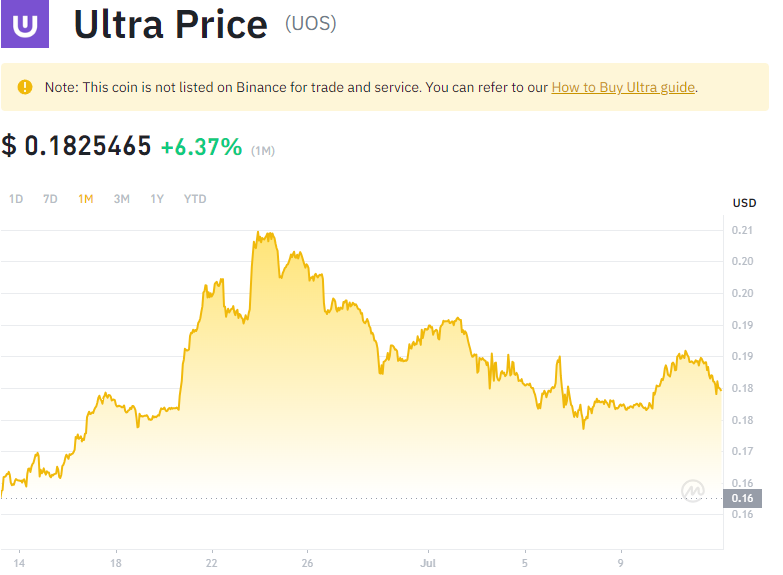 Ultra Price (UOS)
Note: This coin is not listed on Binance for trade and service. You can refer to our How to Buy Ultra guide.
$ 0.1825465 +6.37% (1M)
1D 7D 1M 3M 1Y YTD
USD
0.21
0.20
0.20
0.19
0.19
0.18
0.18
0.17
0.16
0.16
0.16
14 18 22 26 Jul 5 9